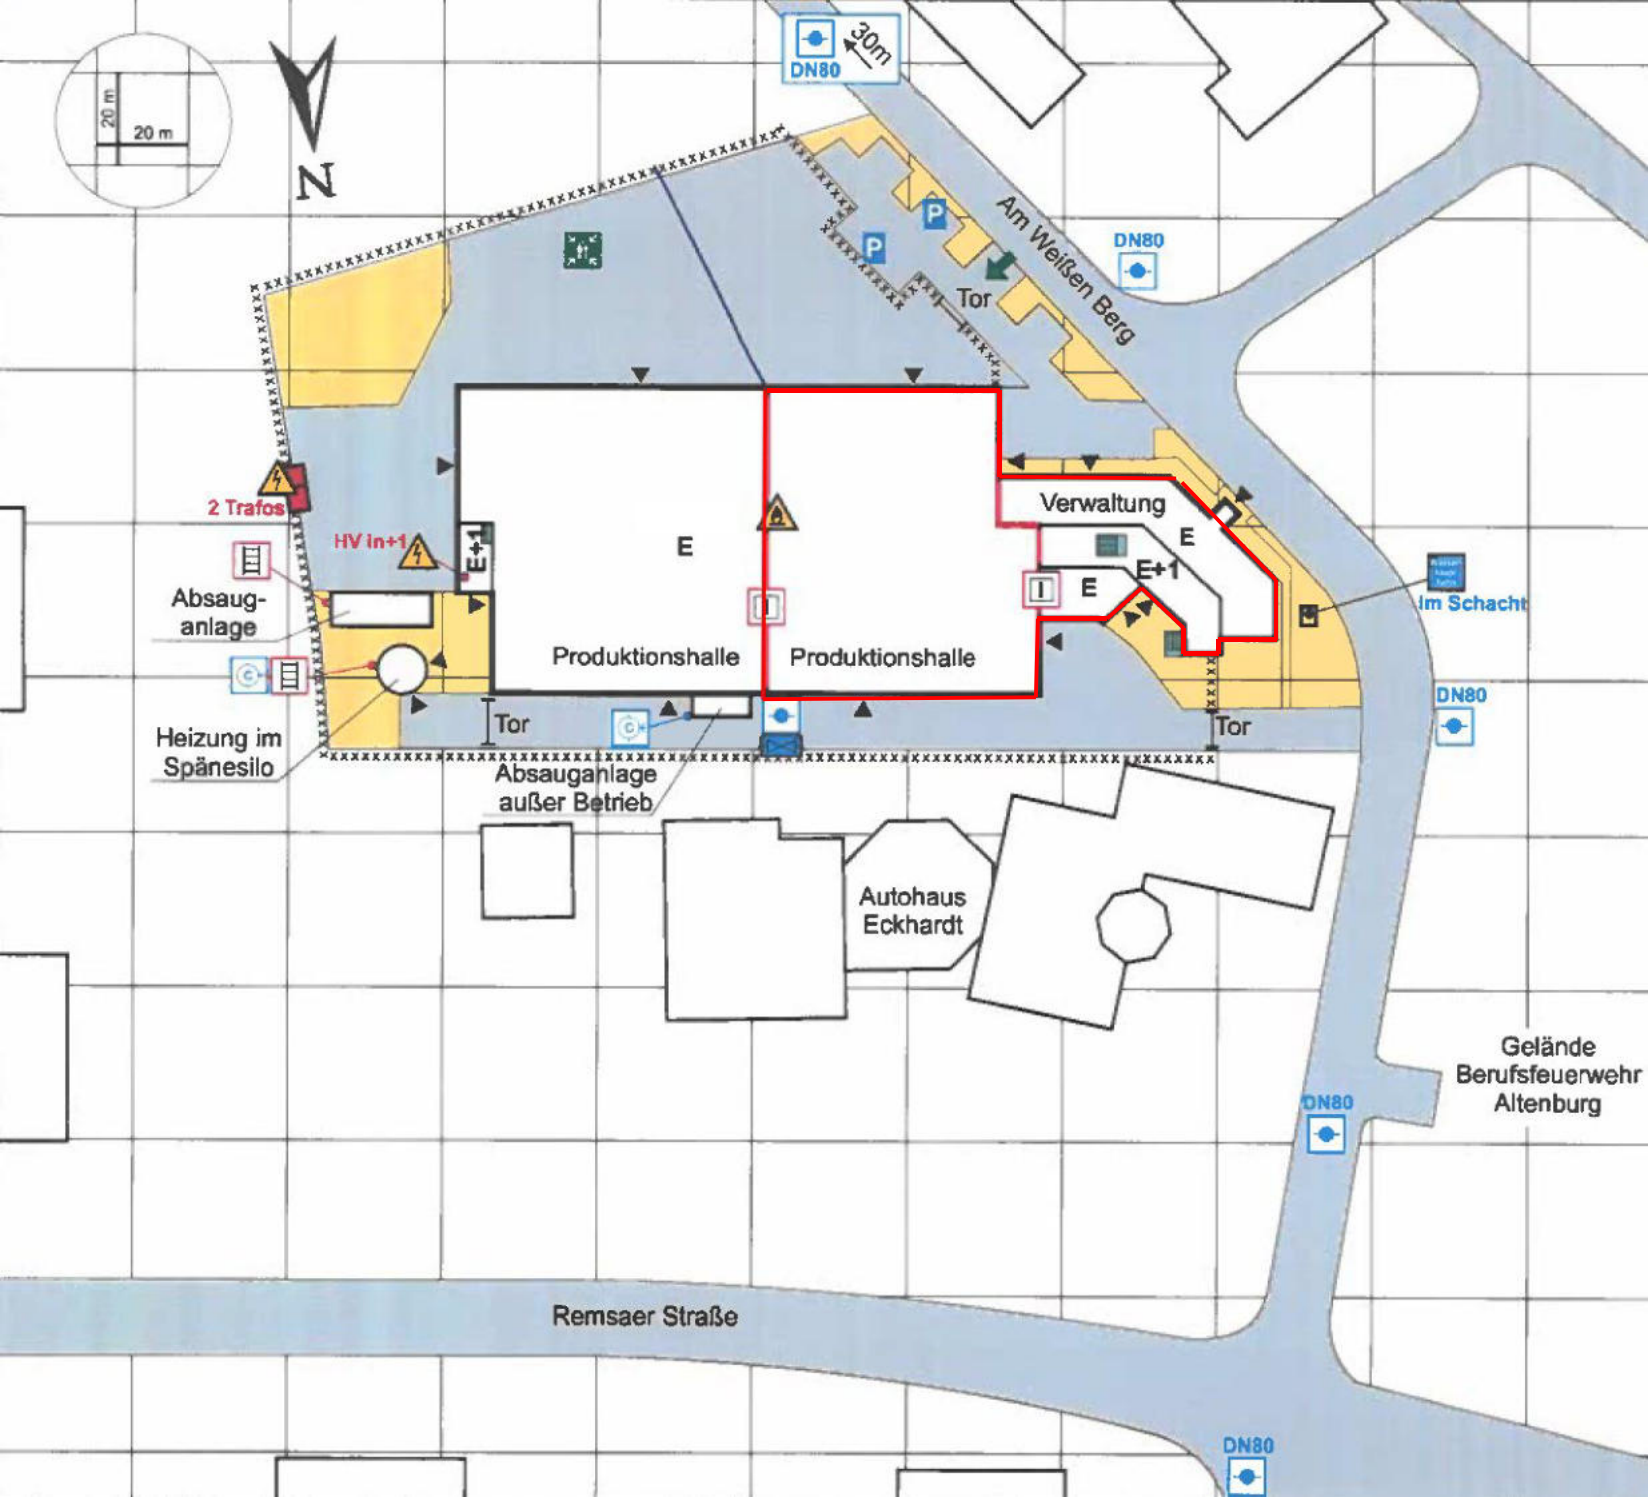 30m
DN80
20 m
20 m
N
P
P
Am Weißen Berg
DN80
Tor
2 Trafos
HV in+1
E+1
E
Verwaltung
E
E+1
E
Im Schacht
Absaug-
anlage
Produktionshalle
Produktionshalle
I
I
C
C
DN80
Tor
Tor
Heizung im
Spänesilo
Absauganlage
außer Betrieb
Autohaus
Eckhardt
Gelände
Berufsfeuerwehr
Altenburg
DN80
Remsaer Straße
DN80